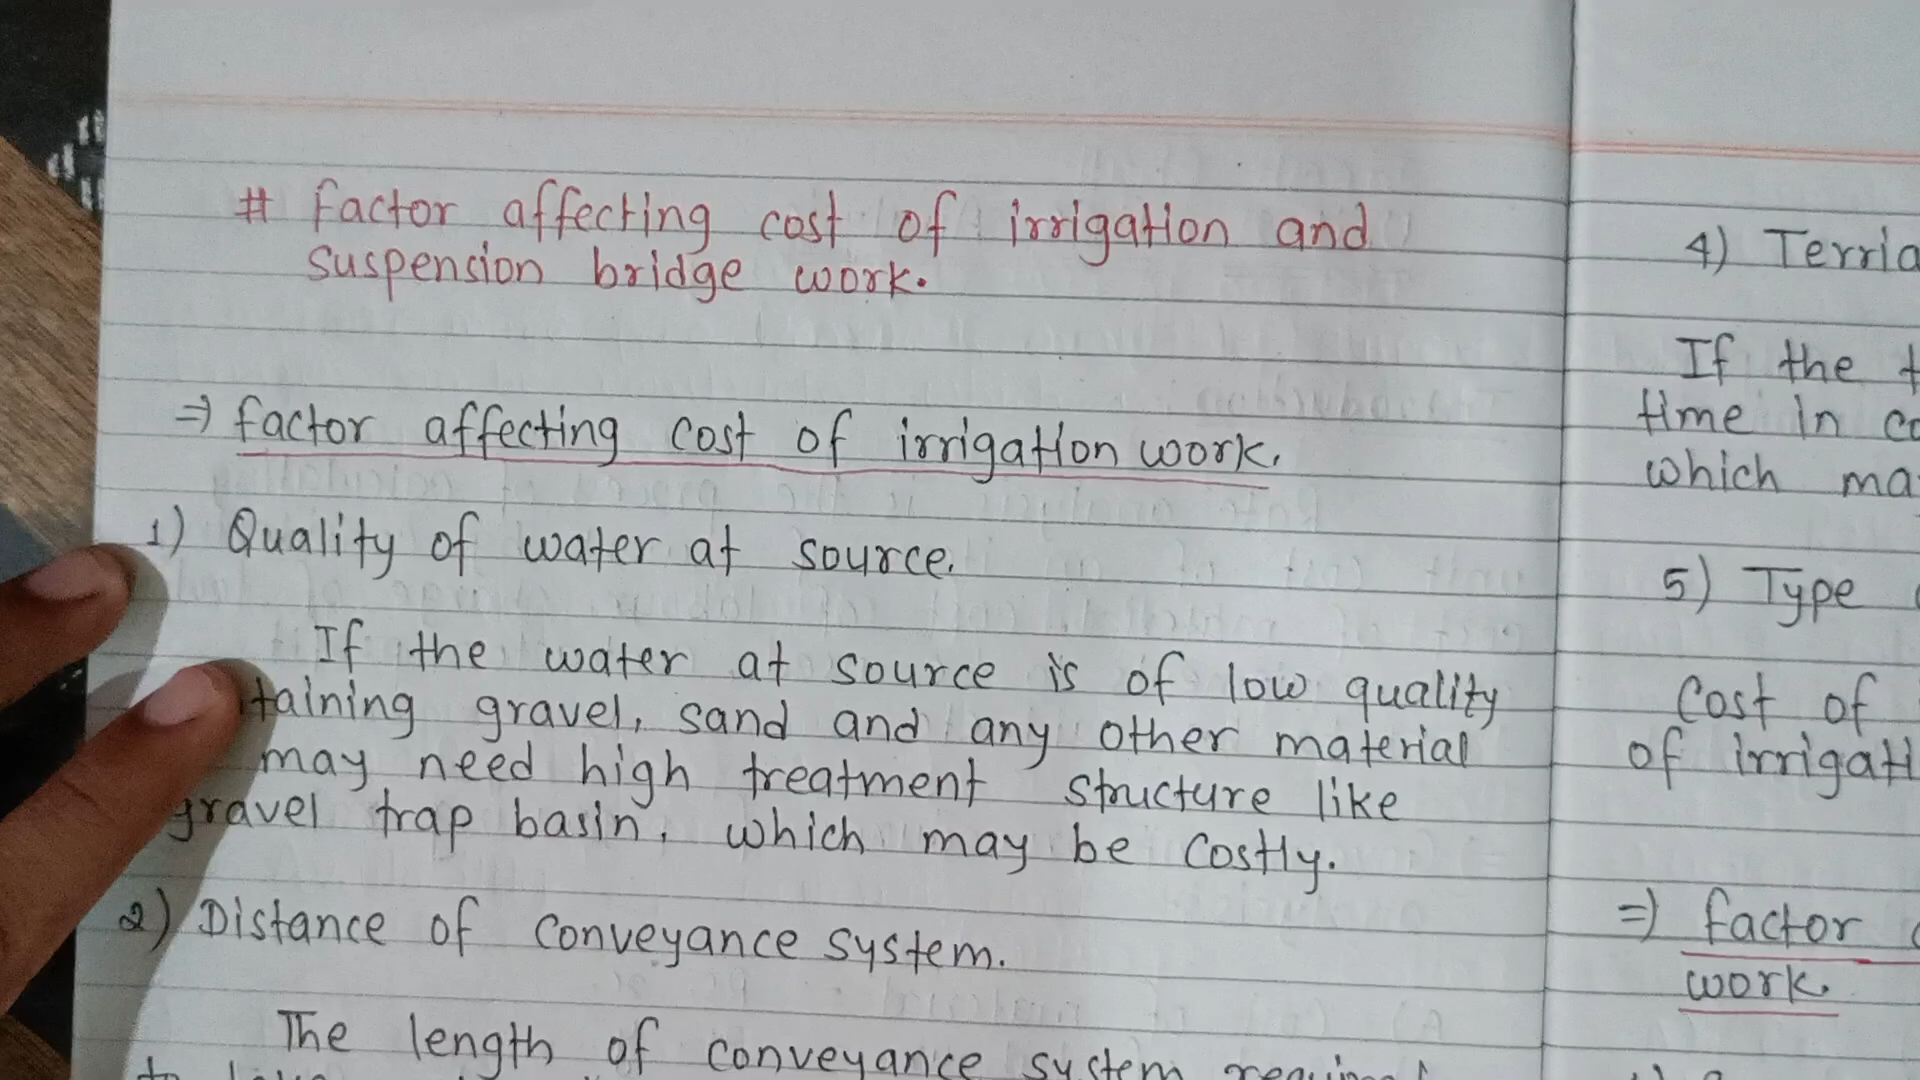 # factor affecting cost of irrigation and
suspension bridge work.
⇒ factor affecting cost of irrigation work.
1) Quality of water at source.
If the water at source is of low quality
taining gravel, sand and any other material
may need high treatment structure like
gravel trap basin, which may be costly.
2) Distance of conveyance system.
The length of conveyance system
4) Terria
If the t
time in co
which ma
5) Type
Cost of
of irrigati
⇒ factor
work.